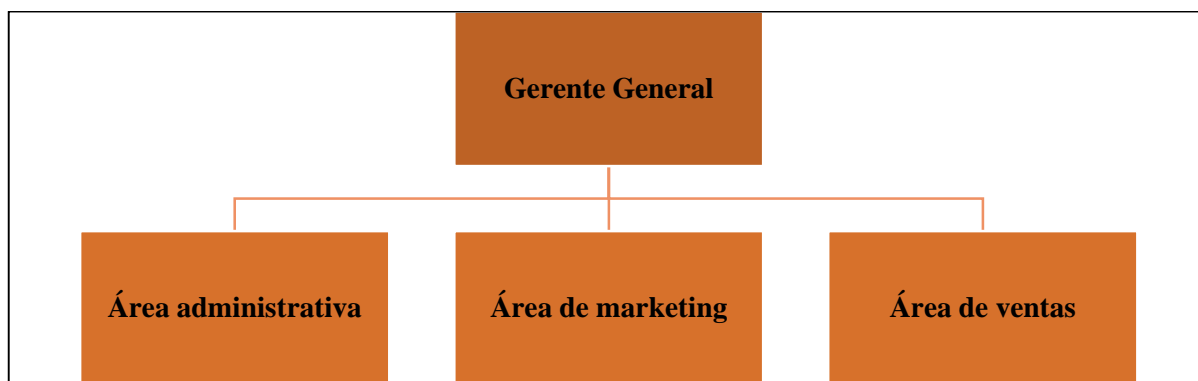 Gerente General
Área administrativa
Área de marketing
Área de ventas